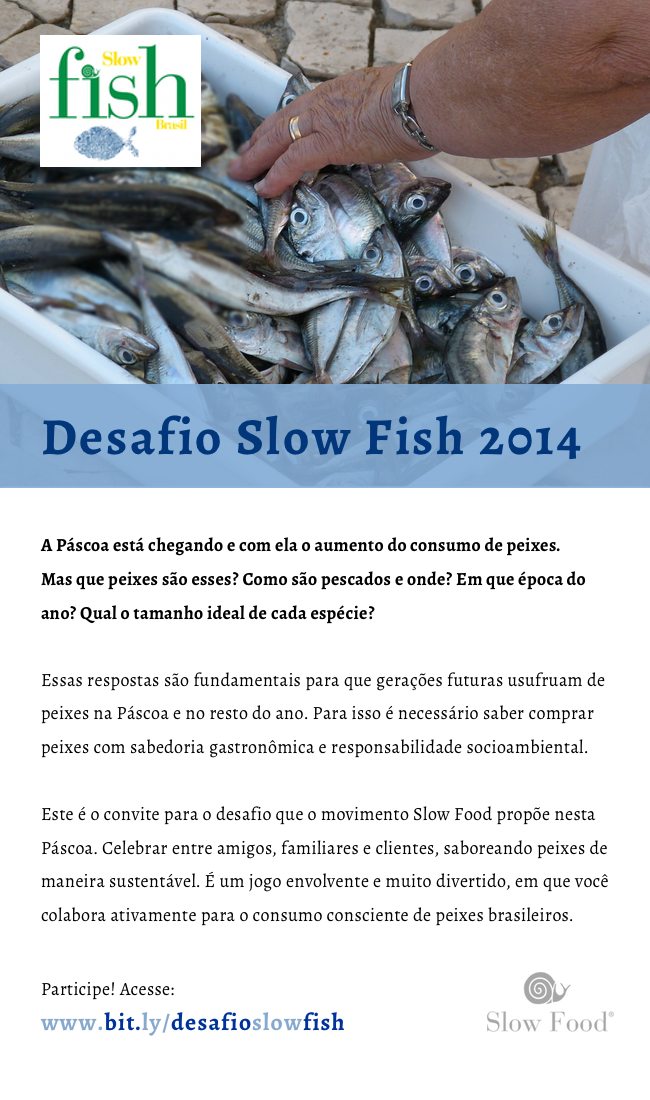 Slow
fish
Brasil
Desafio Slow Fish 2014
A Páscoa está chegando e com ela o aumento do consumo de peixes.
Mas que peixes são esses? Como são pescados e onde? Em que época do
ano? Qual o tamanho ideal de cada espécie?
Essas respostas são fundamentais para que gerações futuras usufruam de
peixes na Páscoa e no resto do ano. Para isso é necessário saber comprar
peixes com sabedoria gastronômica e responsabilidade socioambiental.
Este é o convite para o desafio que o movimento Slow Food propõe nesta
Páscoa. Celebrar entre amigos, familiares e clientes, saboreando peixes de
maneira sustentável. É um jogo envolvente e muito divertido, em que você
colabora ativamente para o consumo consciente de peixes brasileiros.
Participe! Acesse:
www.bit.ly/desafioslowfish
Slow Food®